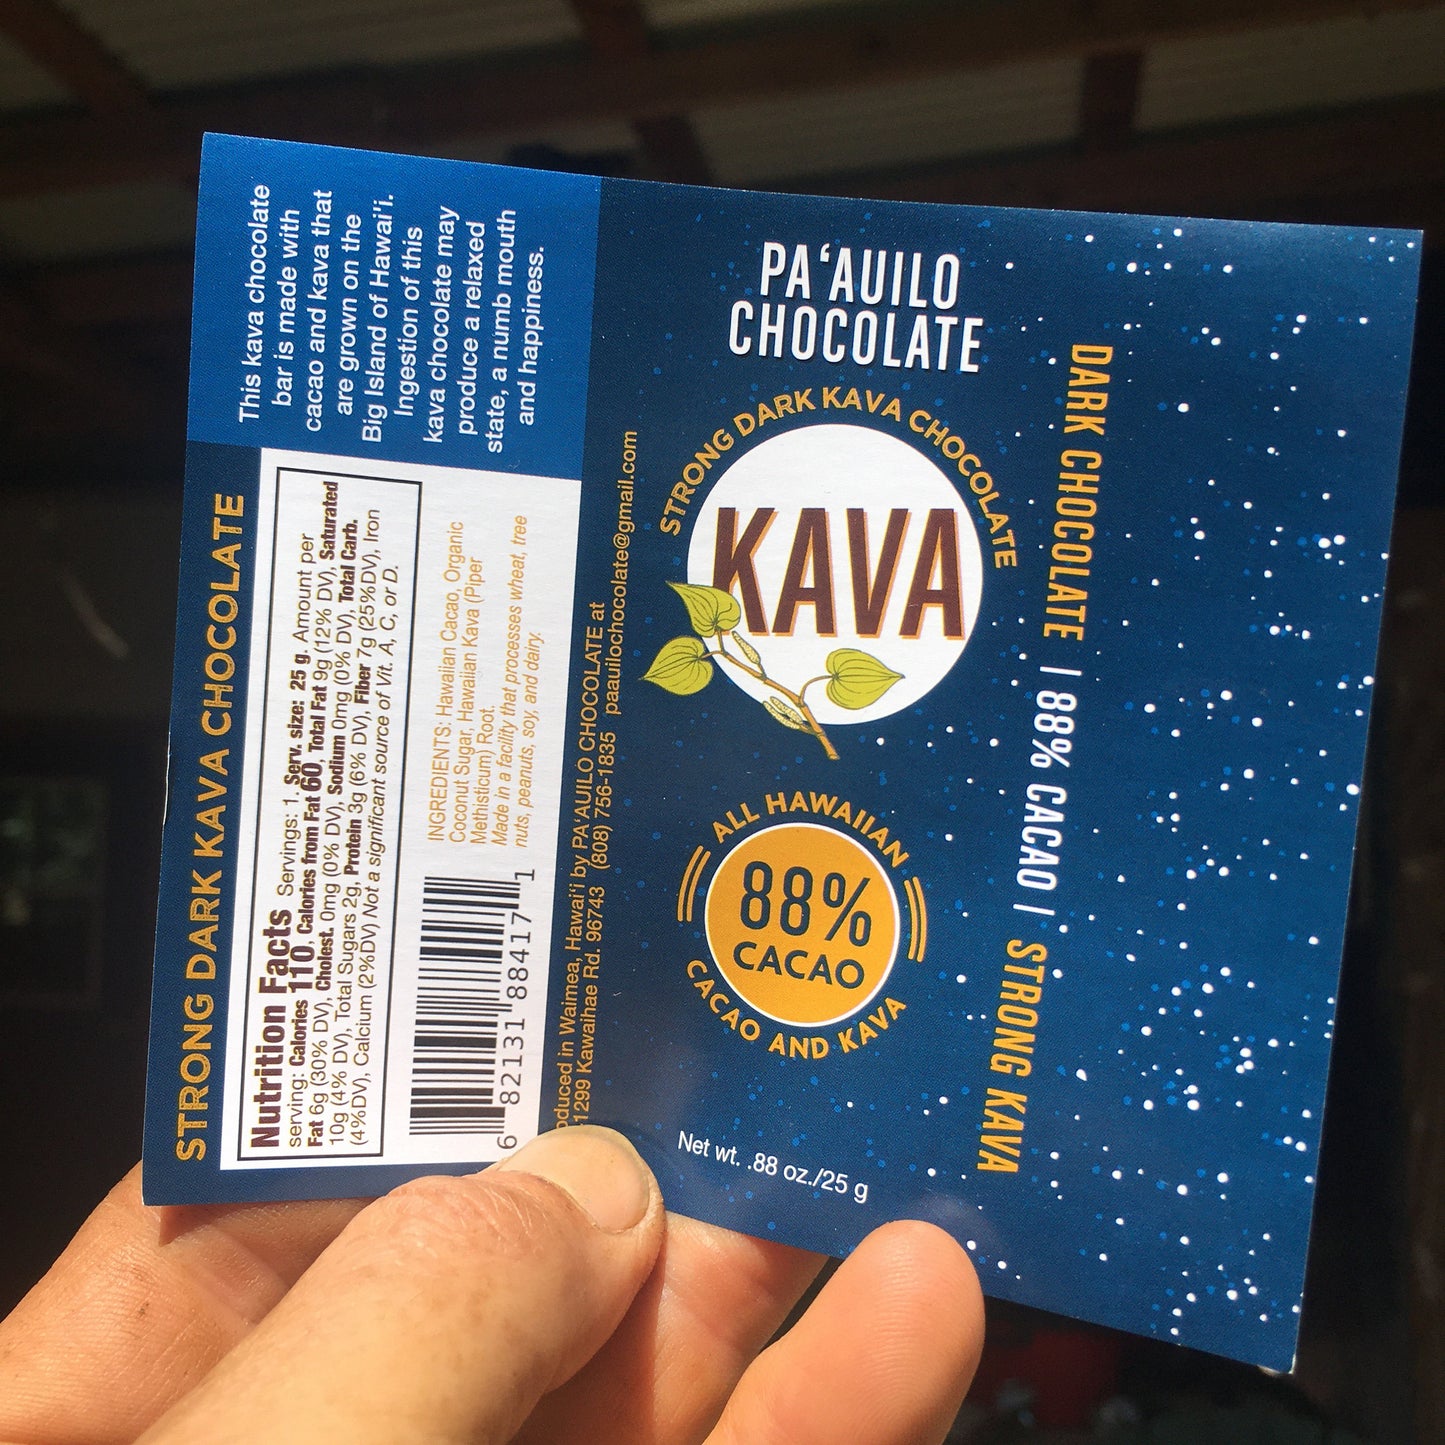 STRONG DARK KAVA CHOCOLATE
Nutrition Facts Servings: 1. Serv. size: 25 g. Amount per
serving: Calories 110, Calories from Fat 60, Total Fat 9g (12% DV), Saturated
Fat 6g (30% DV), Cholest. 0mg (0% DV), Sodium 0mg (0% DV), Total Carb.
10g (4% DV), Total Sugars 2g, Protein 3g (6% DV), Fiber 7g (25%DV), Iron
(4%DV), Calcium (2%DV) Not a significant source of Vit. A, C, or D.
This kava chocolate
bar is made with
cacao and kava that
are grown on the
Big Island of Hawai'i.
Ingestion of this
kava chocolate may
produce a relaxed
state, a numb mouth
and happiness.
INGREDIENTS: Hawaiian Cacao, Organic
Coconut Sugar, Hawaiian Kava (Piper
Methisticum) Root.
Made in a facility that processes wheat, tree
nuts, peanuts, soy, and dairy.
6 82131 88417 1
oduced in Waimea, Hawai‘i by PA‘AUILO CHOCOLATE at
-1299 Kawaihae Rd. 96743 (808) 756-1835 paauilochocolate@gmail.com
PA‘AUILO
CHOCOLATE
STRONG DARK KAVA CHOCOLATE
KAVA
ALL HAWAIIAN
88%
CACAO
CACAO AND KAVA
Net wt. .88 oz./25 g
DARK CHOCOLATE | 88% CACAO | STRONG KAVA